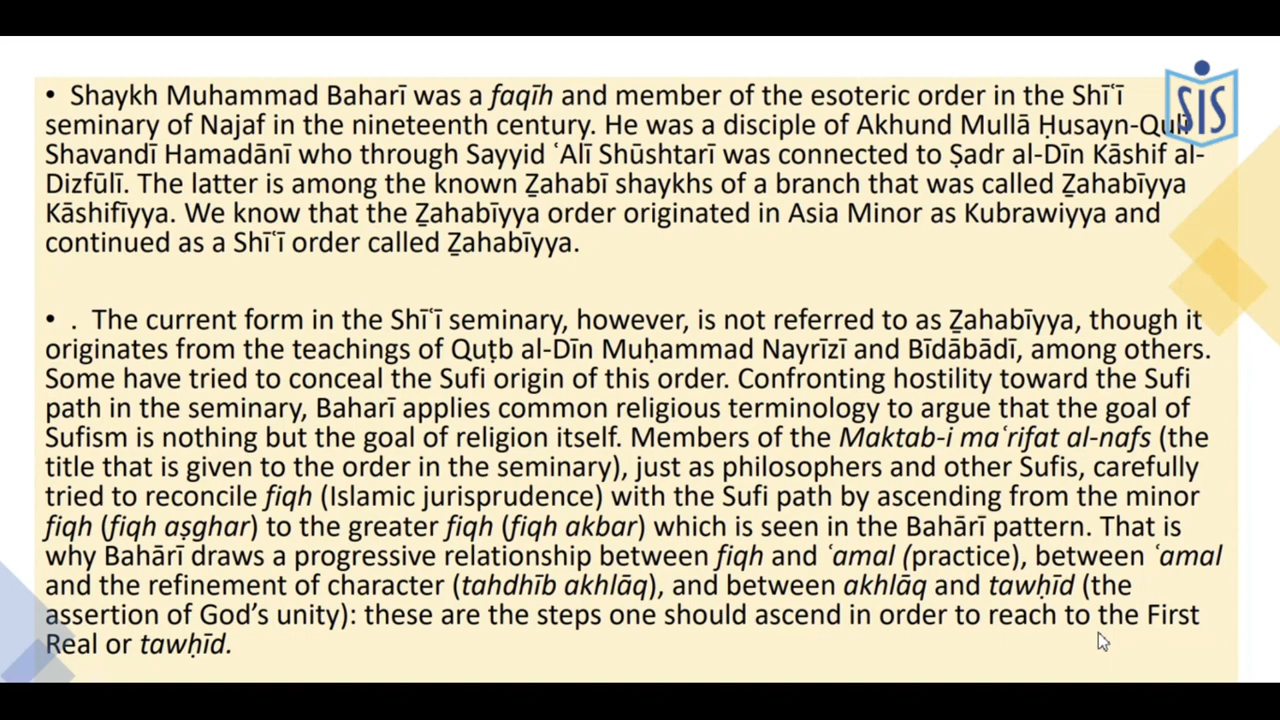 SIS
• Shaykh Muhammad Baharī was a faqīh and member of the esoteric order in the Shīʿī
seminary of Najaf in the nineteenth century. He was a disciple of Akhund Mullā Ḥusayn-Qulī
Shavandī Hamadānī who through Sayyid ʿAlī Shūshtarī was connected to Ṣadr al-Dīn Kāshif al-
Dizfūlī. The latter is among the known Ẕahabī shaykhs of a branch that was called Ẕahabīyya
Kāshifīyya. We know that the Ẕahabīyya order originated in Asia Minor as Kubrawiyya and
continued as a Shīʿī order called Ẕahabīyya.
• . The current form in the Shīʿī seminary, however, is not referred to as Ẕahabīyya, though it
originates from the teachings of Quṭb al-Dīn Muḥammad Nayrīzī and Bīdābādī, among others.
Some have tried to conceal the Sufi origin of this order. Confronting hostility toward the Sufi
path in the seminary, Baharī applies common religious terminology to argue that the goal of
Sufism is nothing but the goal of religion itself. Members of the Maktab-i maʿrifat al-nafs (the
title that is given to the order in the seminary), just as philosophers and other Sufis, carefully
tried to reconcile fiqh (Islamic jurisprudence) with the Sufi path by ascending from the minor
fiqh (fiqh aṣghar) to the greater fiqh (fiqh akbar) which is seen in the Bahārī pattern. That is
why Bahārī draws a progressive relationship between fiqh and ʿamal (practice), between ʿamal
and the refinement of character (tahdhīb akhlāq), and between akhlāq and tawḥīd (the
assertion of God’s unity): these are the steps one should ascend in order to reach to the First
Real or tawḥīd.